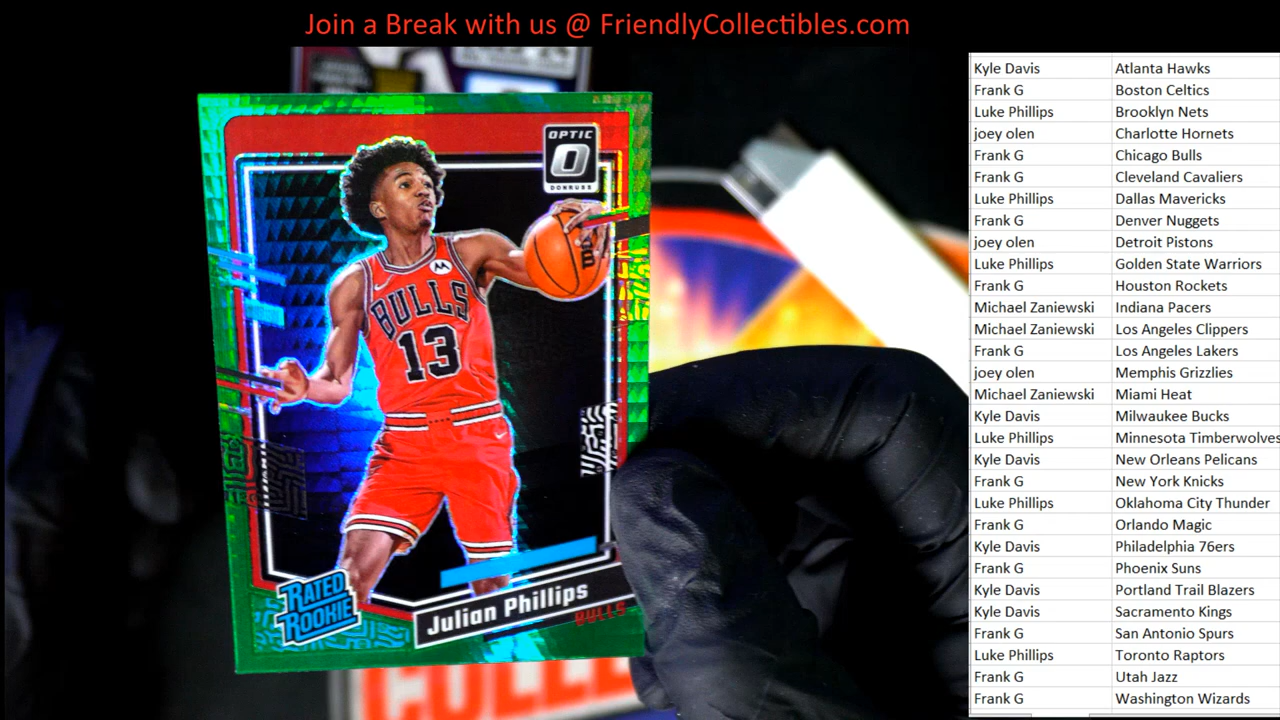 Join a Break with us @ FriendlyCollectibles.com
OPTIC
O
DONRUSS
BULLS
13
RATED
ROOKIE
Julian Phillips
BULLS
Kyle Davis Atlanta Hawks
Frank G Boston Celtics
Luke Phillips Brooklyn Nets
joey olen Charlotte Hornets
Frank G Chicago Bulls
Frank G Cleveland Cavaliers
Luke Phillips Dallas Mavericks
Frank G Denver Nuggets
joey olen Detroit Pistons
Luke Phillips Golden State Warriors
Frank G Houston Rockets
Michael Zaniewski Indiana Pacers
Michael Zaniewski Los Angeles Clippers
Frank G Los Angeles Lakers
joey olen Memphis Grizzlies
Michael Zaniewski Miami Heat
Kyle Davis Milwaukee Bucks
Luke Phillips Minnesota Timberwolves
Kyle Davis New Orleans Pelicans
Frank G New York Knicks
Luke Phillips Oklahoma City Thunder
Frank G Orlando Magic
Kyle Davis Philadelphia 76ers
Frank G Phoenix Suns
Kyle Davis Portland Trail Blazers
Kyle Davis Sacramento Kings
Frank G San Antonio Spurs
Luke Phillips Toronto Raptors
Frank G Utah Jazz
Frank G Washington Wizards